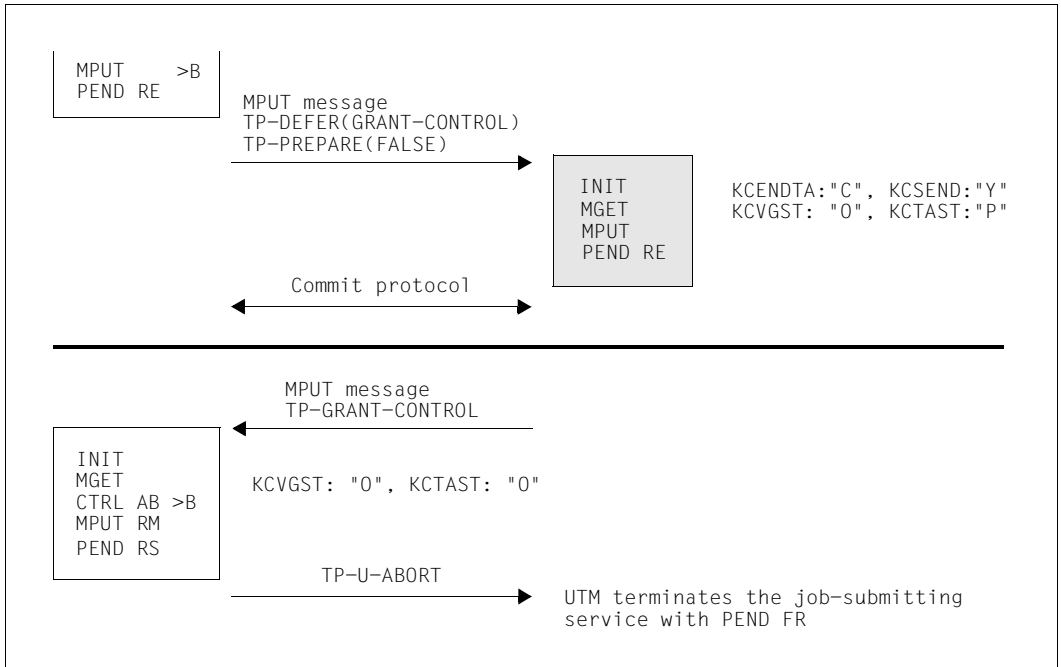 MPUT >B
PEND RE
MPUT message
TP-DEFER(GRANT-CONTROL)
TP-PREPARE(FALSE)
INIT
MGET
MPUT
PEND RE
KCENDTA:"C", KCSEND:"Y"
KCVGST: "O", KCTAST:"P"
Commit protocol
MPUT message
TP-GRANT-CONTROL
INIT
MGET
CTRL AB >B
MPUT RM
PEND RS
KCVGST: "O", KCTAST: "O"
TP-U-ABORT
UTM terminates the job-submitting
service with PEND FR